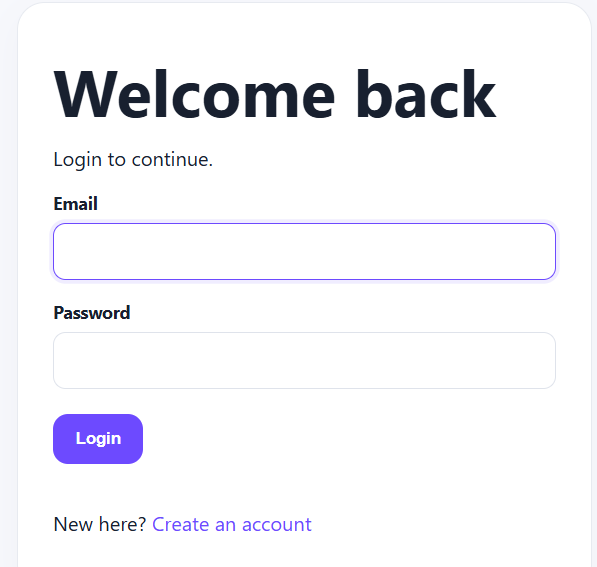 Welcome back
Login to continue.
Email
Password
Login
New here? Create an account